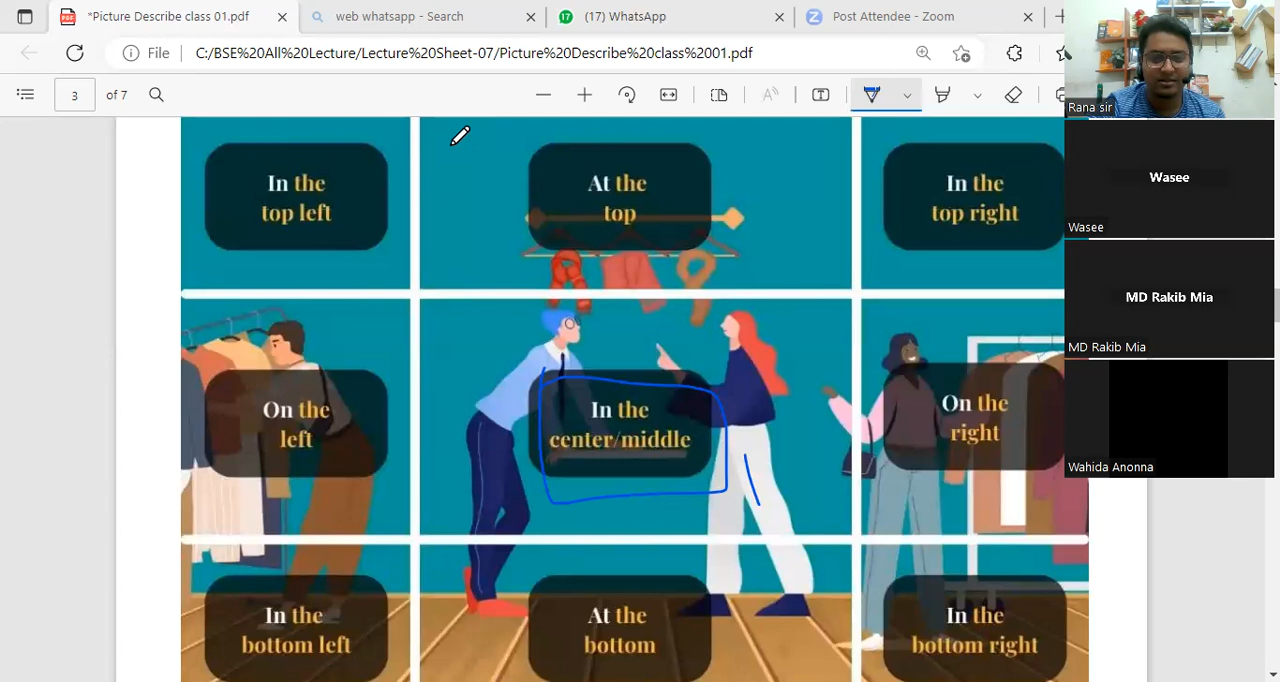 *Picture Describe class 01.pdf
web whatsapp - Search
17
(17) WhatsApp
Post Attendee - Zoom
File
C:/BSE%20All%20Lecture/Lecture%20Sheet-07/Picture%20Describe%20class%2001.pdf
3
of 7
In the
top left
At the
top
In the
top right
On the
left
In the
center/middle
On the
right
In the
bottom left
At the
bottom
In the
bottom right
Rana sir
Wasee
Wasee
MD Rakib Mia
MD Rakib Mia
Wahida Anonna